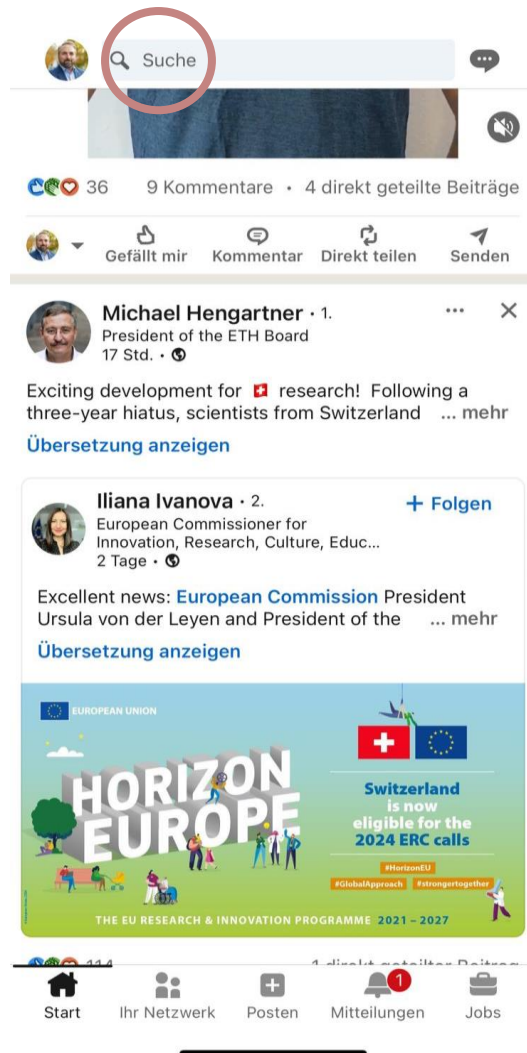 Suche
36 9 Kommentare • 4 direkt geteilte Beiträge
Gefällt mir Kommentar Direkt teilen Senden
Michael Hengartner • 1.
President of the ETH Board
17 Std. •
Exciting development for 🇨🇭 research! Following a
three-year hiatus, scientists from Switzerland ... mehr
Übersetzung anzeigen
Iliana Ivanova • 2.
+ Folgen
European Commissioner for
Innovation, Research, Culture, Educ...
2 Tage •
Excellent news: European Commission President
Ursula von der Leyen and President of the ... mehr
Übersetzung anzeigen
EUROPEAN UNION
HORIZON
EUROPE
Switzerland
is now
eligible for the
2024 ERC calls
#HorizonEU
#GlobalApproach #strongertogether
THE EU RESEARCH & INNOVATION PROGRAMME 2021 – 2027
114 1 direkt geteilter Beitrag
1
Start Ihr Netzwerk Posten Mitteilungen Jobs